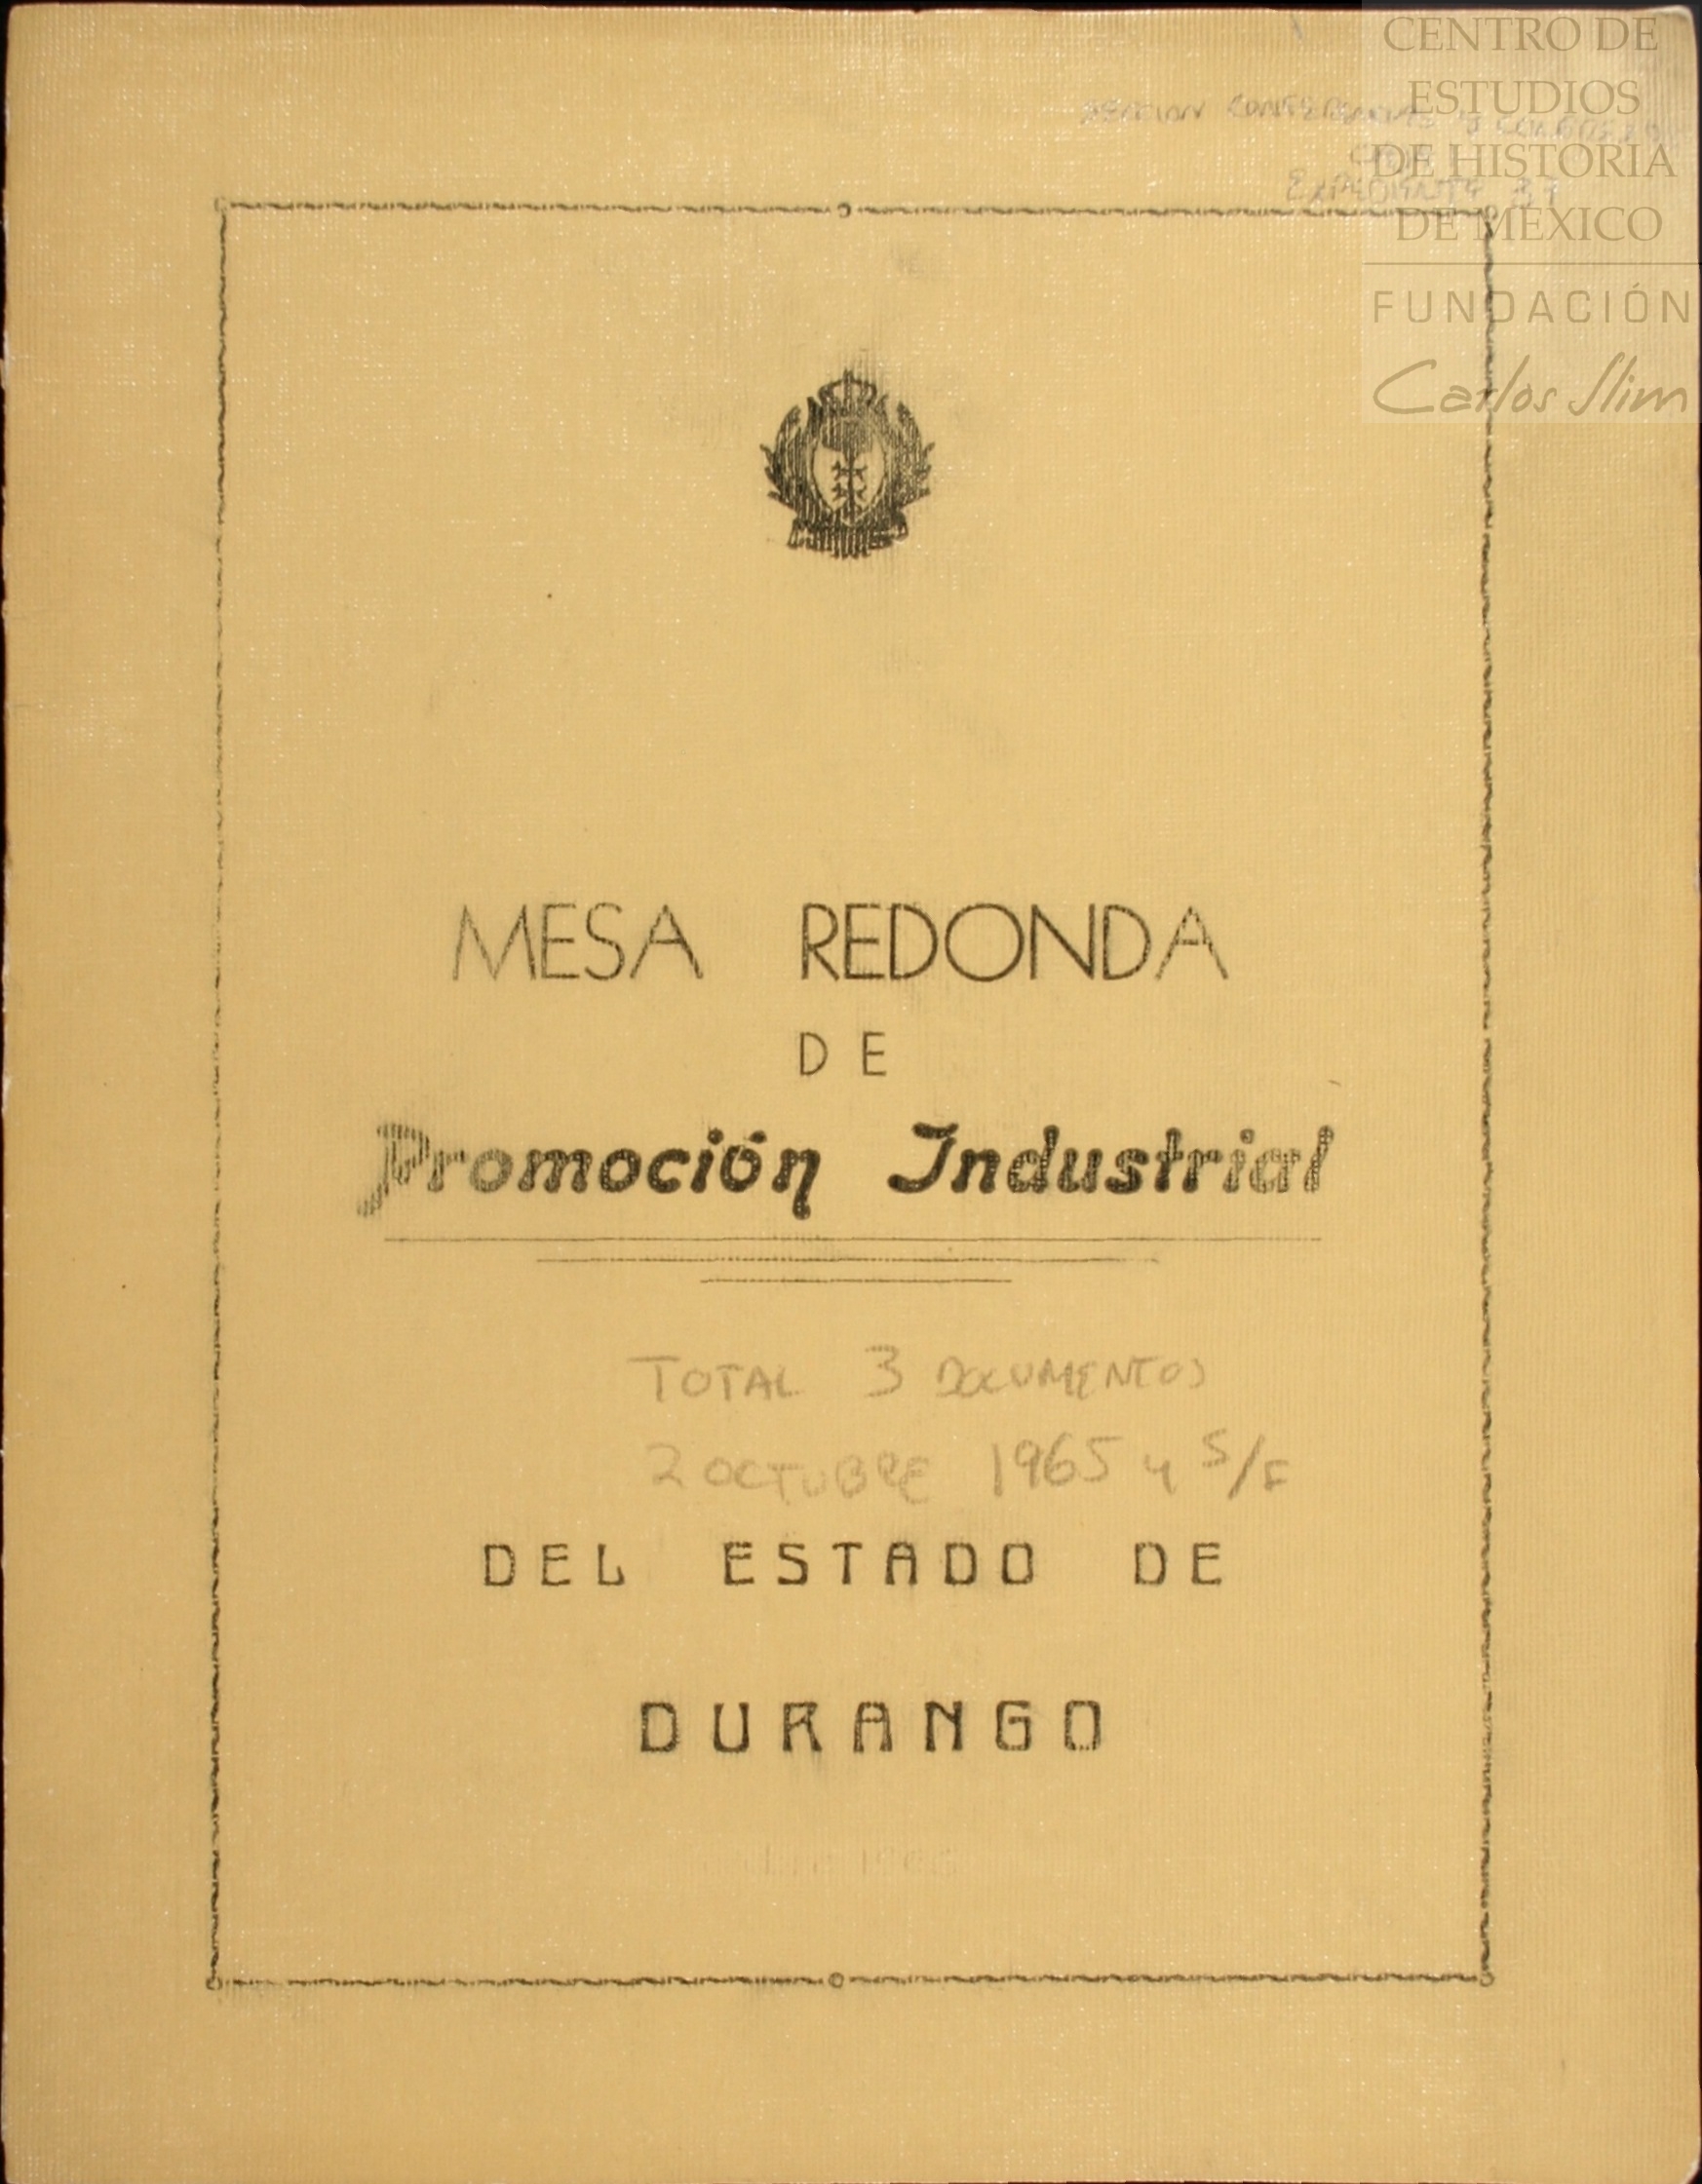 CENTRO DE
ESTUDIOS
DE HISTORIA
DE MÉXICO
FUNDACIÓN
Carlos Slim
EXPEDIENTE
MESA REDONDA
DE
Promoción Industrial
TOTAL 3 DOCUMENTOS
2 OCTUBRE 1965 y S/F
DEL ESTADO DE
DURANGO